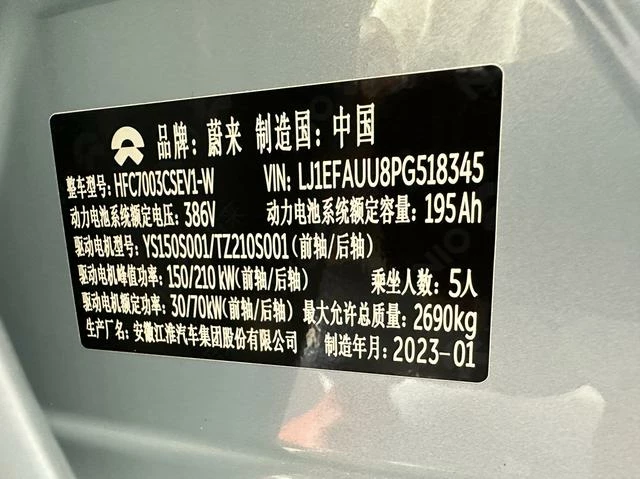 品牌: 蔚来 制造国: 中国
整车型号: HFC7003CSEV1-W VIN: LJ1EFAUU8PG518345
动力电池系统额定电压: 386V 动力电池系统额定容量: 195Ah
驱动电机型号: YS150S001/TZ210S001(前轴/后轴)
驱动电机峰值功率: 150/210kW(前轴/后轴) 乘坐人数: 5人
驱动电机额定功率: 30/70kW(前轴/后轴) 最大允许总质量: 2690kg
生产厂名: 安徽江淮汽车集团股份有限公司 制造年月: 2023-01